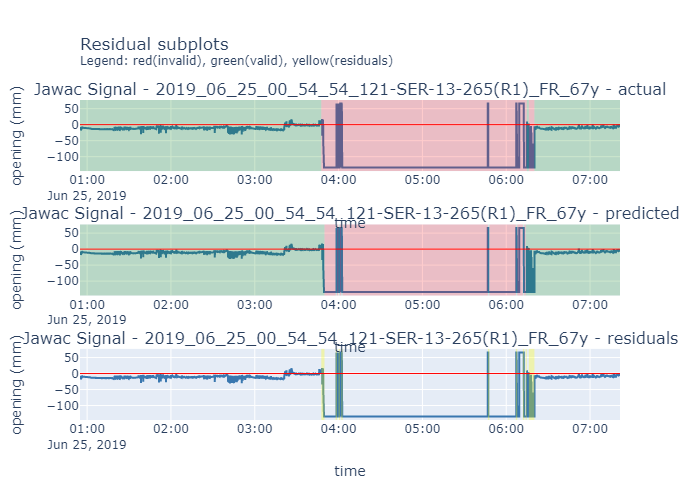 Residual subplots
Legend: red(invalid), green(valid), yellow(residuals)
Jawac Signal - 2019_06_25_00_54_54_121-SER-13-265(R1)_FR_67y - actual
opening (mm)
50
0
−50
−100
01:00 02:00 03:00 04:00 05:00 06:00 07:00
Jun 25, 2019
time
Jawac Signal - 2019_06_25_00_54_54_121-SER-13-265(R1)_FR_67y - predicted
opening (mm)
50
0
−50
−100
01:00 02:00 03:00 04:00 05:00 06:00 07:00
Jun 25, 2019
time
Jawac Signal - 2019_06_25_00_54_54_121-SER-13-265(R1)_FR_67y - residuals
opening (mm)
50
0
−50
−100
01:00 02:00 03:00 04:00 05:00 06:00 07:00
Jun 25, 2019
time